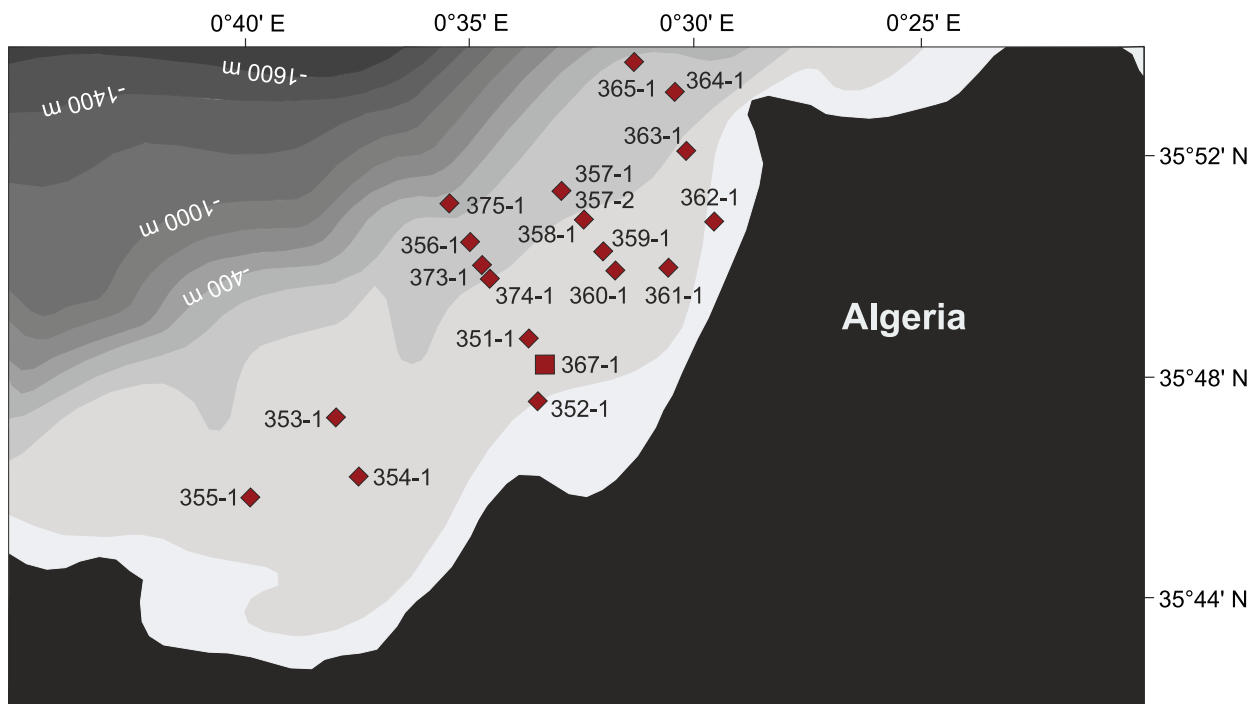 0°40' E
0°35' E
0°30' E
0°25' E
-1600 m
-1400 m
365-1
364-1
363-1
35°52' N
357-1
357-2
362-1
375-1
-1000 m
358-1
359-1
356-1
373-1
-400 m
374-1
360-1
361-1
Algeria
351-1
367-1
35°48' N
352-1
353-1
354-1
355-1
35°44' N